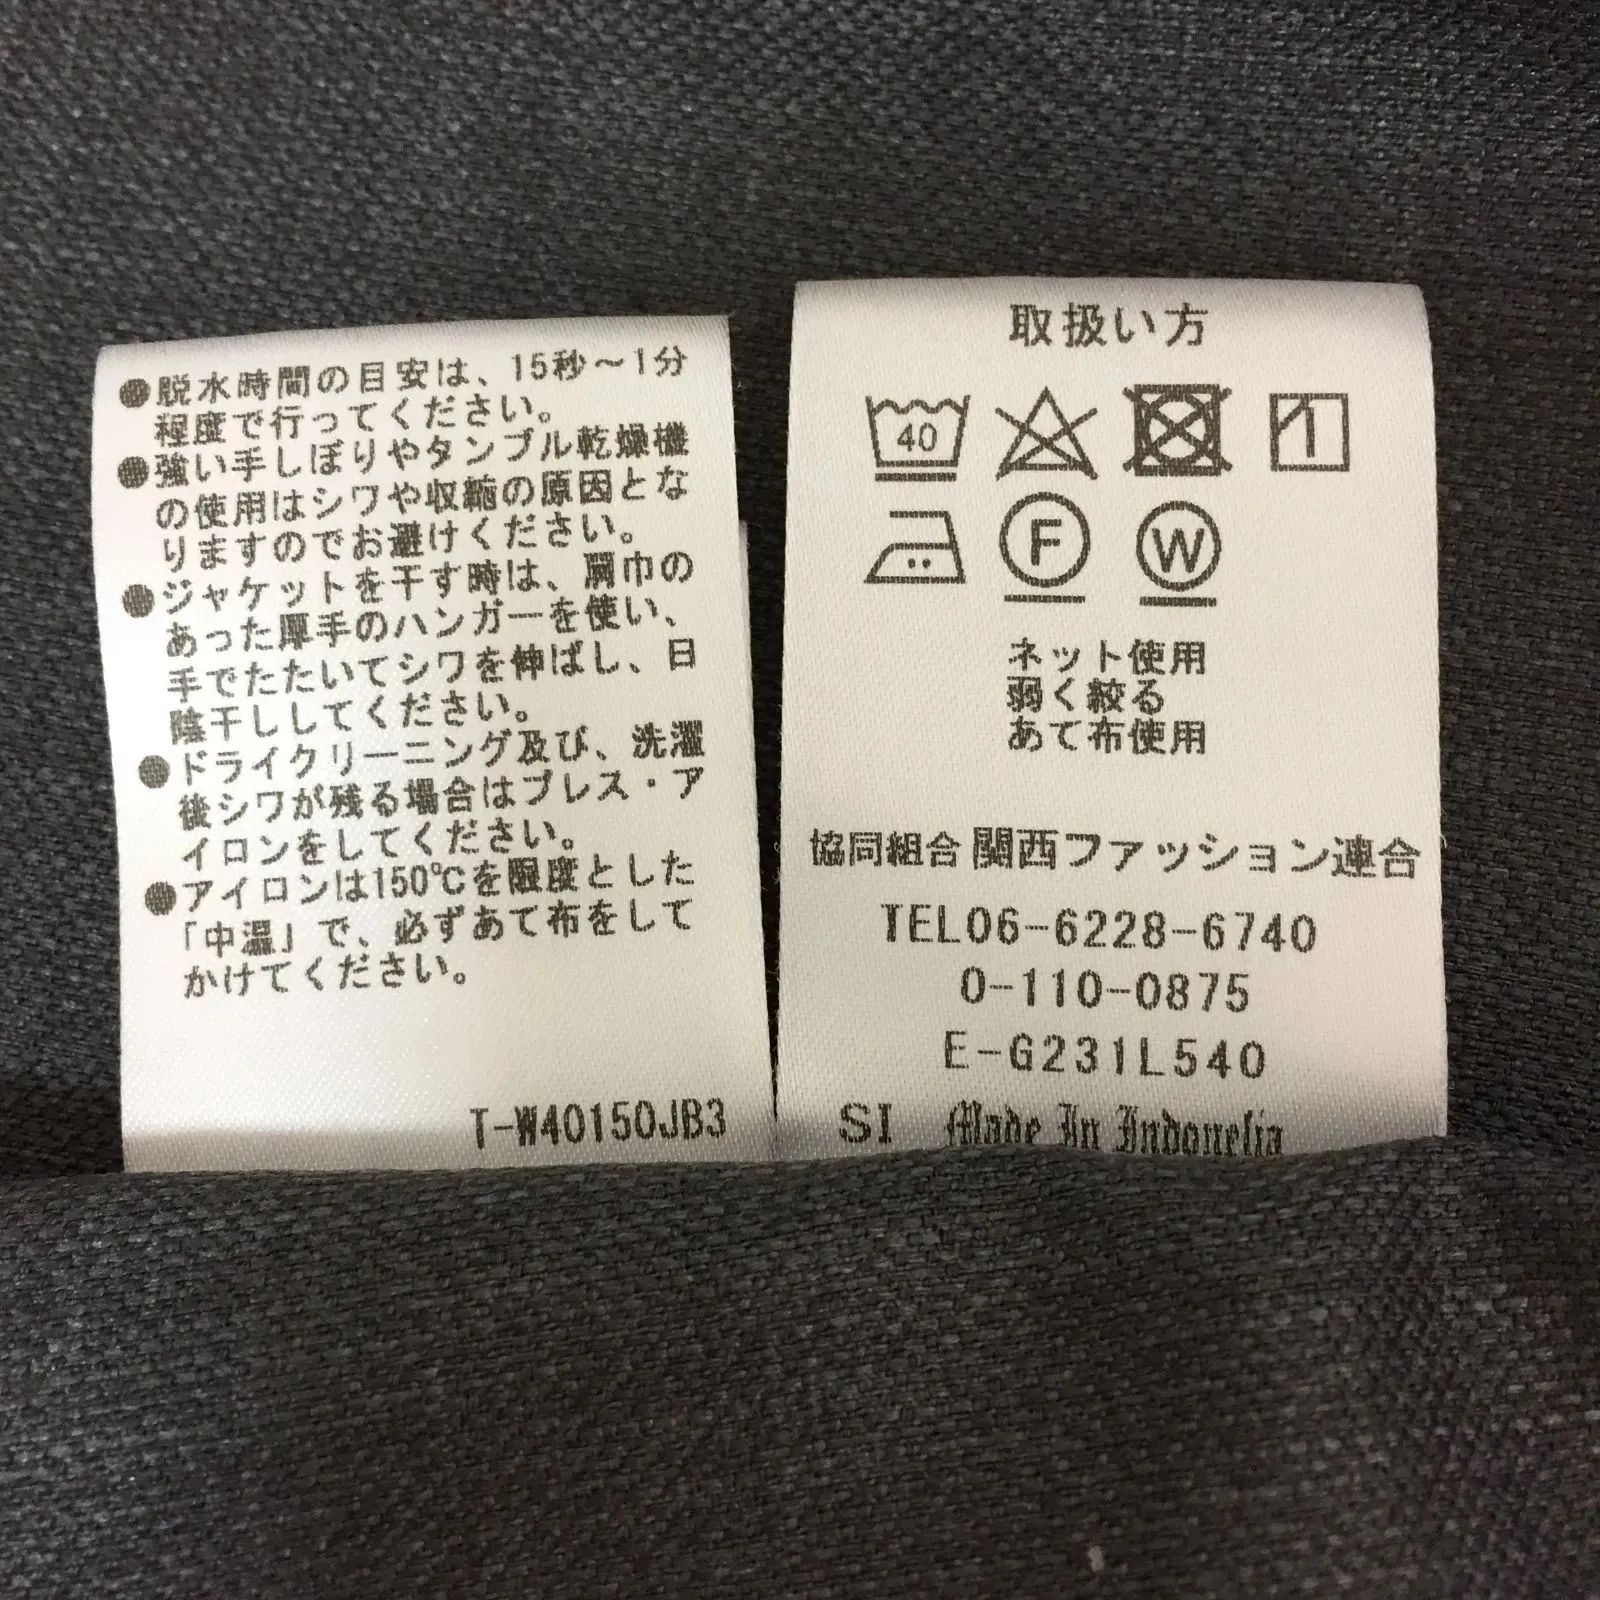 ●脱水時間の目安は、15秒～1分
程度で行ってください。
●強い手しぼりやタンブル乾燥機
の使用はシワや収縮の原因とな
りますのでお避けください。
●ジャケットを干す時は、肩巾の
あった厚手のハンガーを使い、
手でたたいてシワを伸ばし、日
陰干ししてください。
●ドライクリーニング及び、洗濯
後シワが残る場合はプレス・ア
イロンをしてください。
●アイロンは150℃を限度とした
「中温」で、必ずあて布をして
かけてください。
T-W40150JB3
取扱い方
40
F W
ネット使用
弱く絞る
あて布使用
協同組合 関西ファッション連合
TEL06-6228-6740
0-110-0875
E-G231L540
SI Made In Indonesia